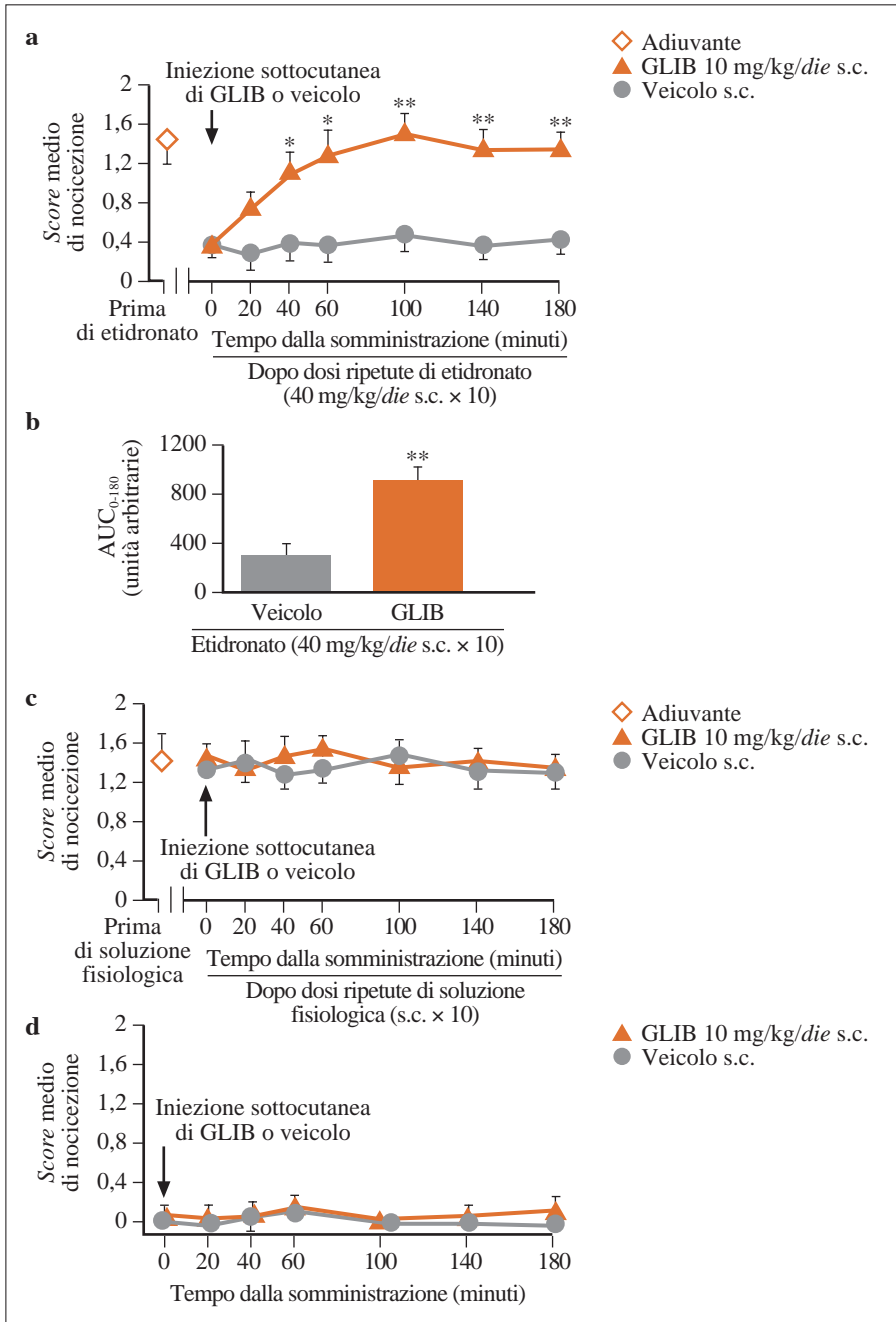 a
Adiuvante
GLIB 10 mg/kg/die s.c.
Veicolo s.c.
Iniezione sottocutanea
di GLIB o veicolo
Score medio
di nocicezione
2
1,6
1,2
0,8
0,4
0
*
*
**
**
**
Prima
di etidronato
0 20 40 60 100 140 180
Tempo dalla somministrazione (minuti)
Dopo dosi ripetute di etidronato
(40 mg/kg/die s.c. × 10)
b
AUC0-180
(unità arbitrarie)
1200
800
400
0
**
Veicolo GLIB
Etidronato (40 mg/kg/die s.c. × 10)
c
Adiuvante
GLIB 10 mg/kg/die s.c.
Veicolo s.c.
Score medio
di nocicezione
2
1,6
1,2
0,8
0,4
0
Iniezione sottocutanea
di GLIB o veicolo
Prima
di soluzione
fisiologica
0 20 40 60 100 140 180
Tempo dalla somministrazione (minuti)
Dopo dosi ripetute di soluzione
fisiologica (s.c. × 10)
d
GLIB 10 mg/kg/die s.c.
Veicolo s.c.
Score medio
di nocicezione
2
1,6
1,2
0,8
0,4
0
Iniezione sottocutanea
di GLIB o veicolo
0 20 40 60 100 140 180
Tempo dalla somministrazione (minuti)